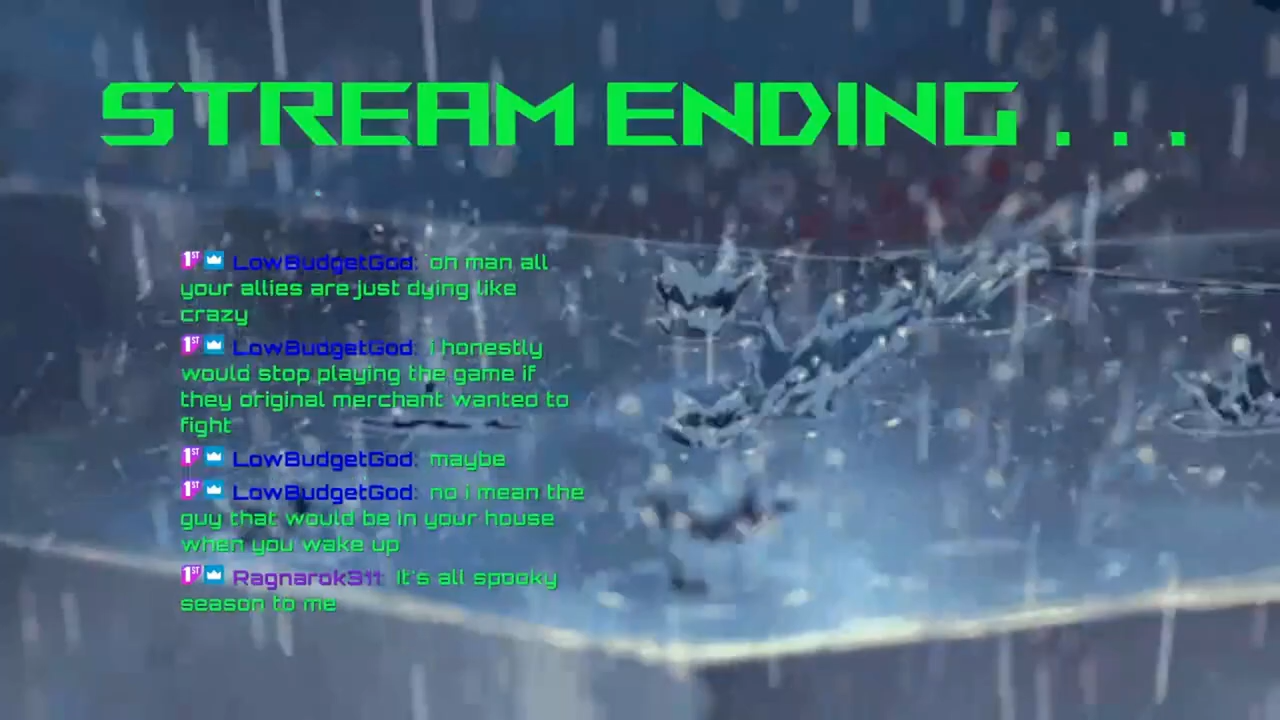 STREAM ENDING . . .
1ST LowBudgetGod: oh man all
your allies are just dying like
crazy
1ST LowBudgetGod: i honestly
would stop playing the game if
they original merchant wanted to
fight
1ST LowBudgetGod: maybe
1ST LowBudgetGod: no i mean the
guy that would be in your house
when you wake up
1ST Ragnarok311: It's all spooky
season to me